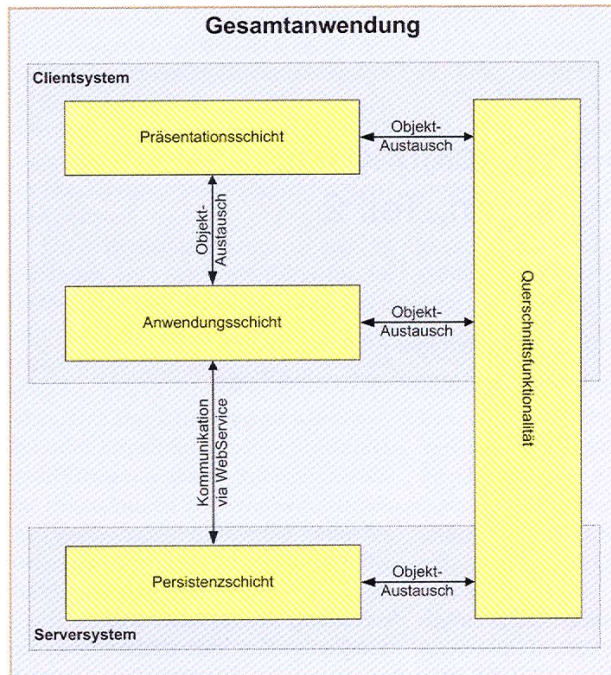 Gesamtanwendung
Clientsystem
Präsentationsschicht
Objekt-
Austausch
Objekt-
Austausch
Anwendungsschicht
Objekt-
Austausch
Querschnittsfunktionalität
Kommunikation
via WebService
Persistenzschicht
Objekt-
Austausch
Serversystem